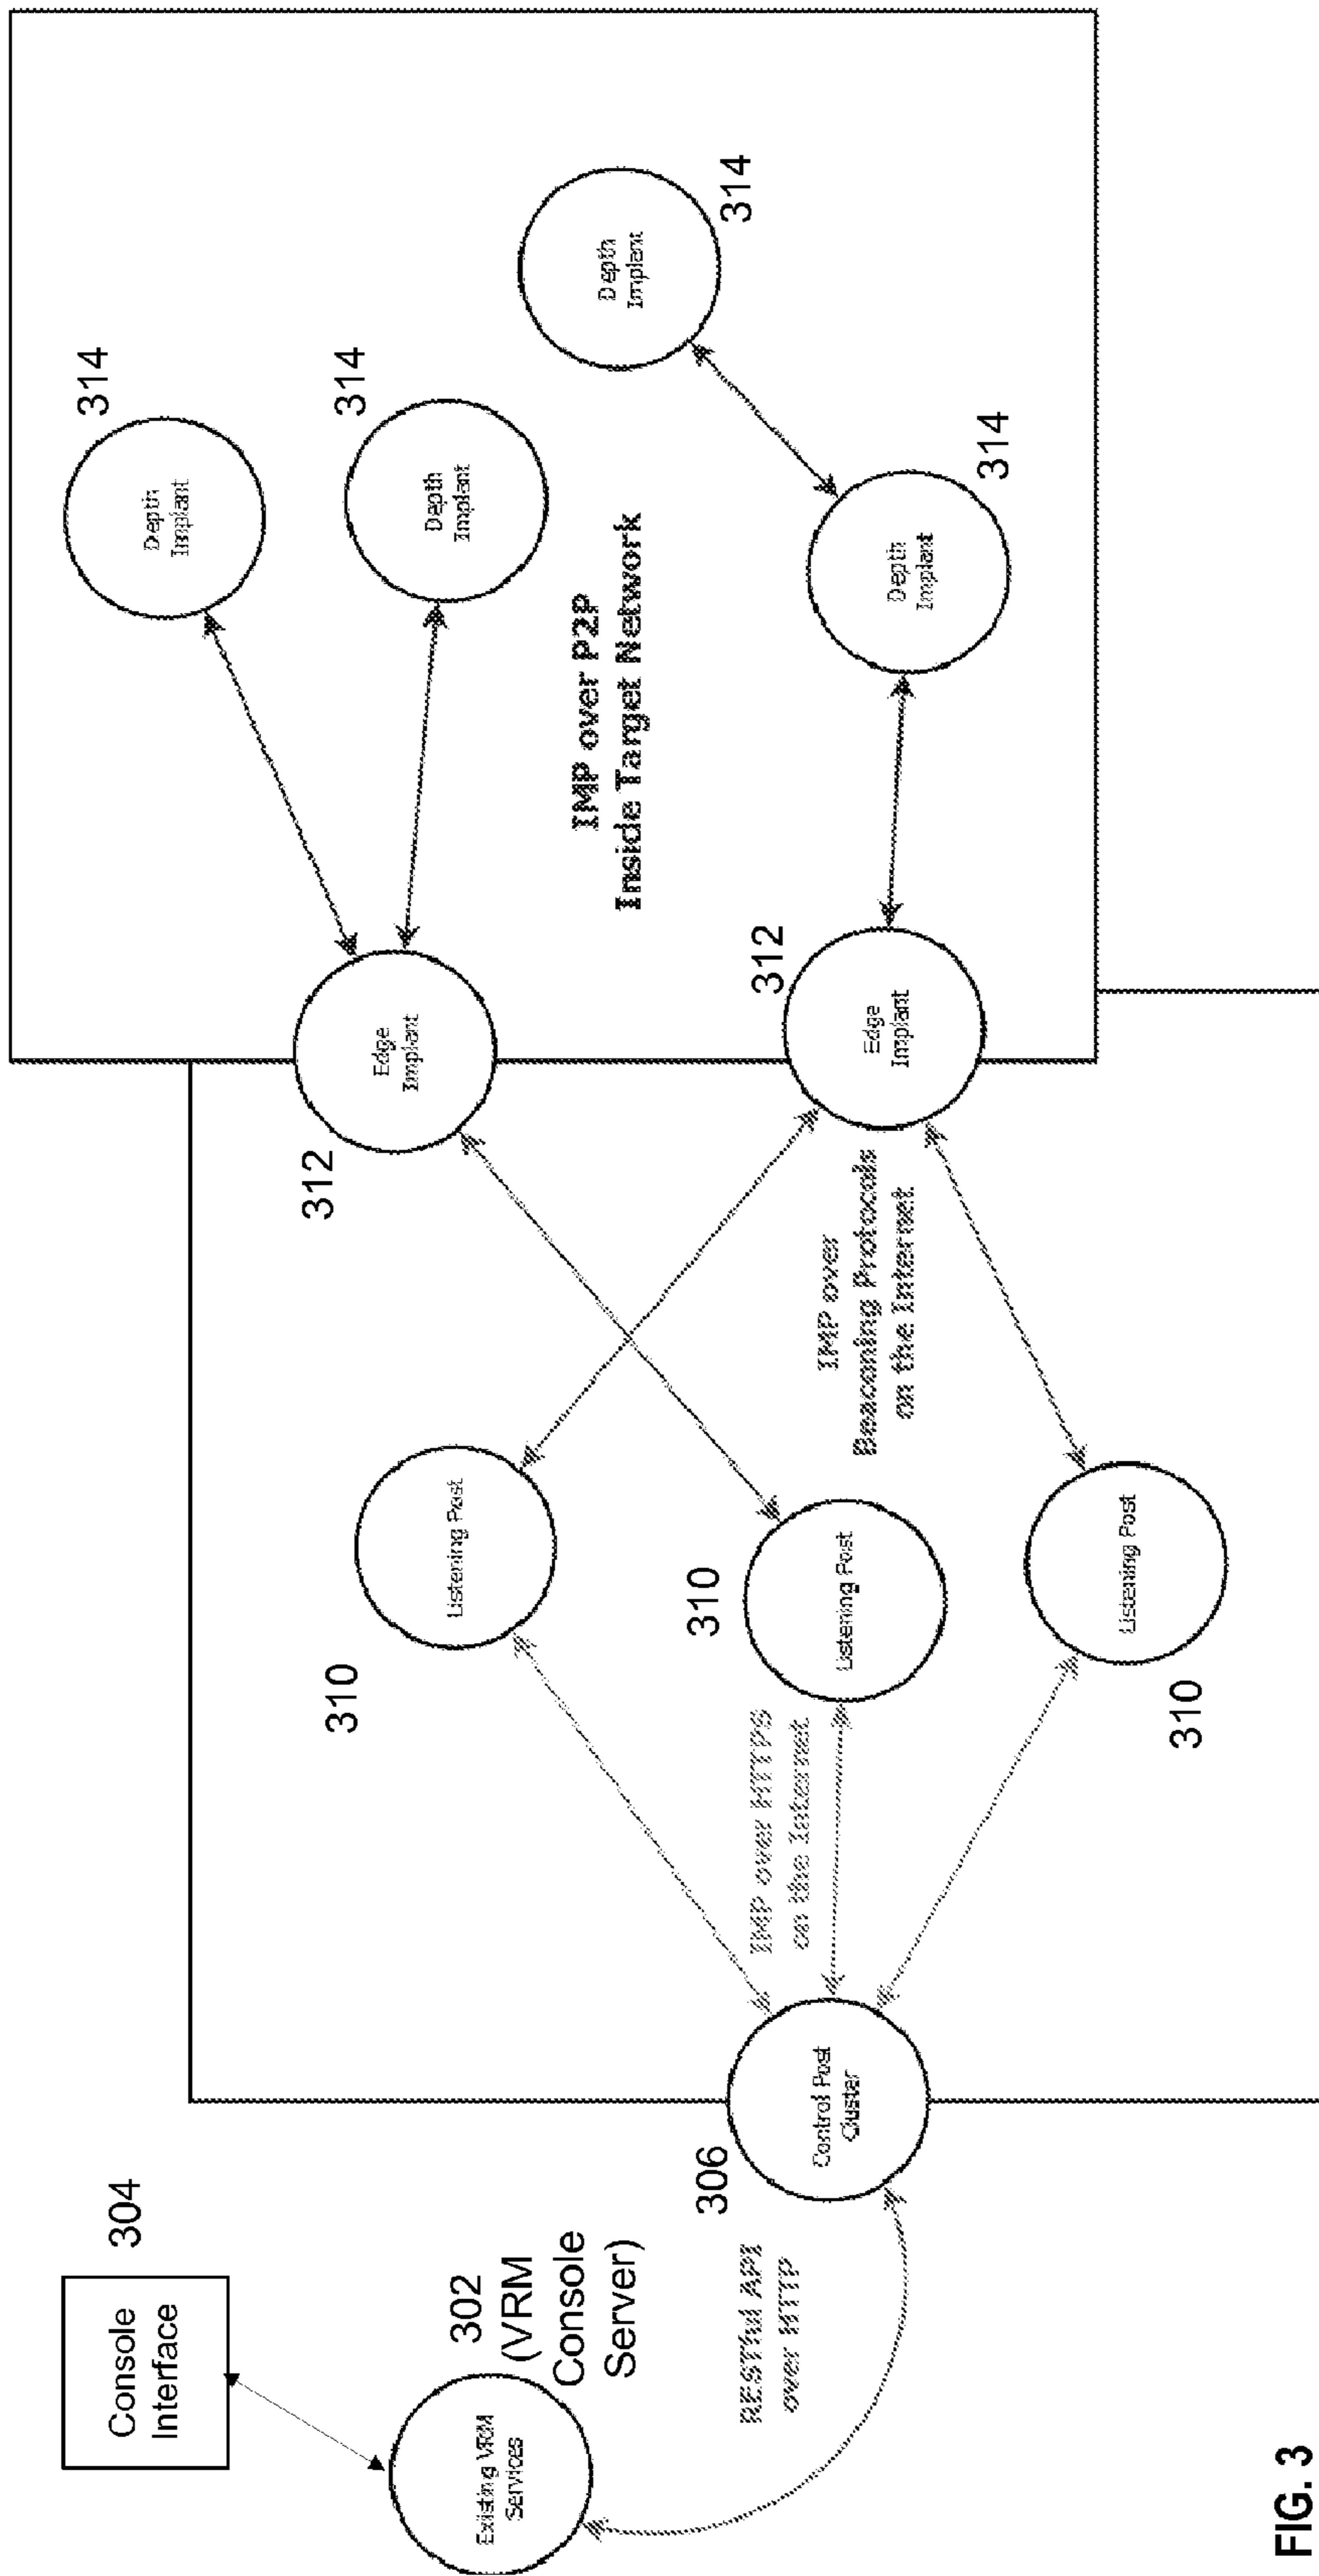 304
Console
Interface
302
(VRM
Console
Server)
Existing VRM
Services
RESTful API
over HTTP
306
Control Post
Cluster
IMP over HTTPS
on the Internet
310
Listening Post
310
Listening Post
310
Listening Post
IMP over
Beaconing Protocols
on the Internet
312
Edge
Implant
312
Edge
Implant
IMP over P2P
Inside Target Network
314
Depth
Implant
314
Depth
Implant
314
Depth
Implant
314
Depth
Implant
FIG. 3